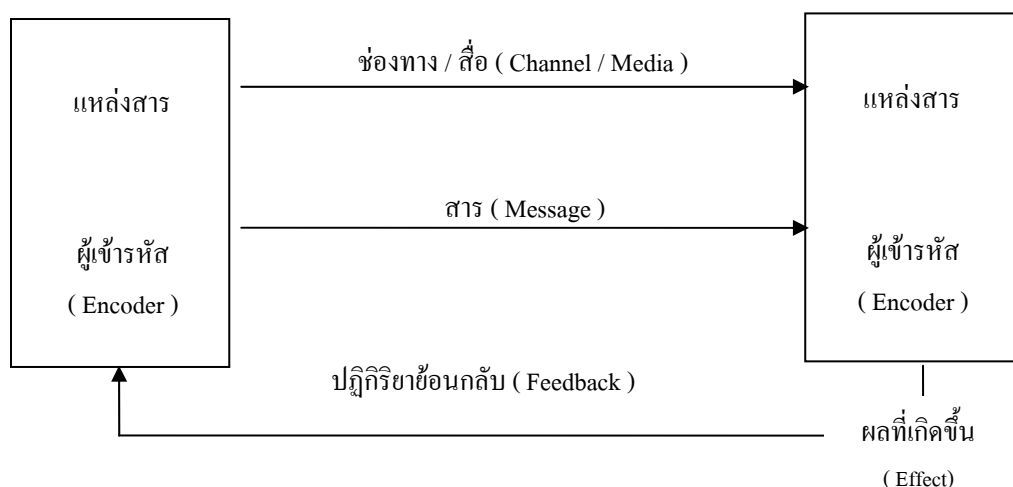 ช่องทาง / สื่อ ( Channel / Media )
แหล่งสาร
แหล่งสาร
สาร ( Message )
ผู้เข้ารหัส
( Encoder )
ผู้เข้ารหัส
( Encoder )
ปฏิกิริยาย้อนกลับ ( Feedback )
ผลที่เกิดขึ้น
( Effect)